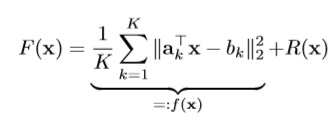 F(𝐱) = 1/K ∑_{k=1}^{K} ‖𝐚_k^⊤ 𝐱 − b_k‖_2^2 + R(𝐱)
=:f(𝐱)